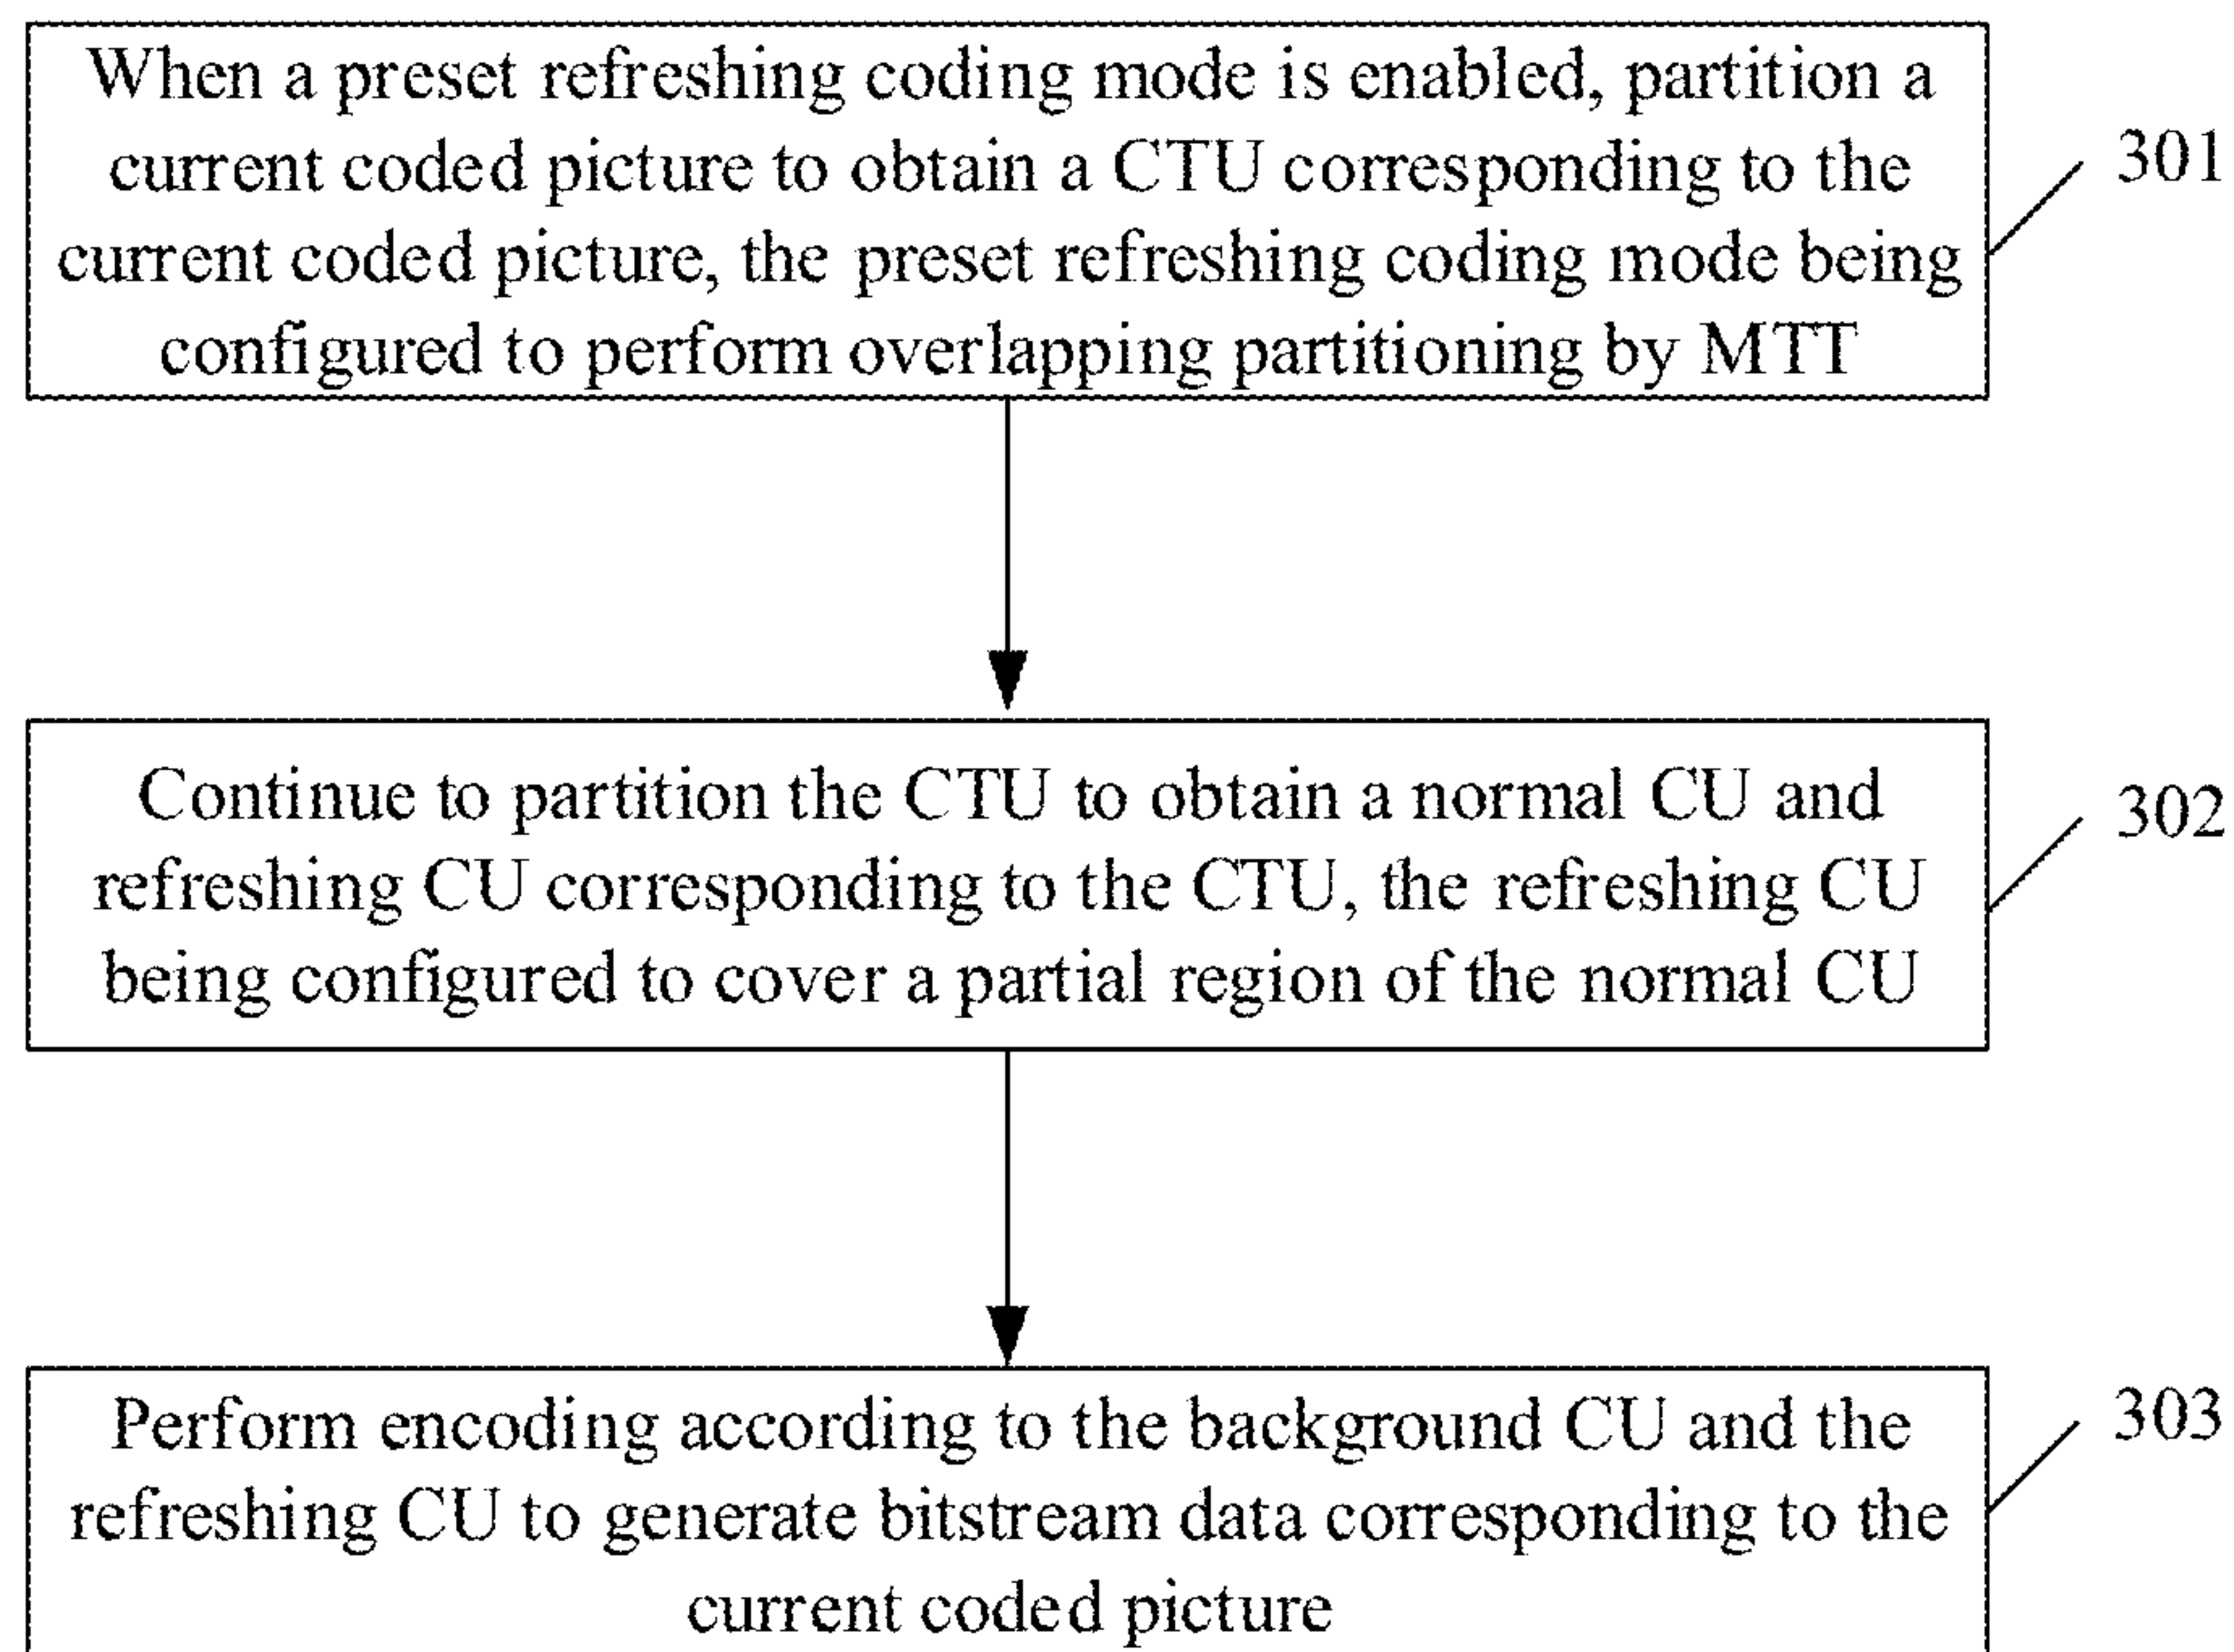 When a preset refreshing coding mode is enabled, partition a
current coded picture to obtain a CTU corresponding to the
current coded picture, the preset refreshing coding mode being
configured to perform overlapping partitioning by MTT
301
Continue to partition the CTU to obtain a normal CU and
refreshing CU corresponding to the CTU, the refreshing CU
being configured to cover a partial region of the normal CU
302
Perform encoding according to the background CU and the
refreshing CU to generate bitstream data corresponding to the
current coded picture
303